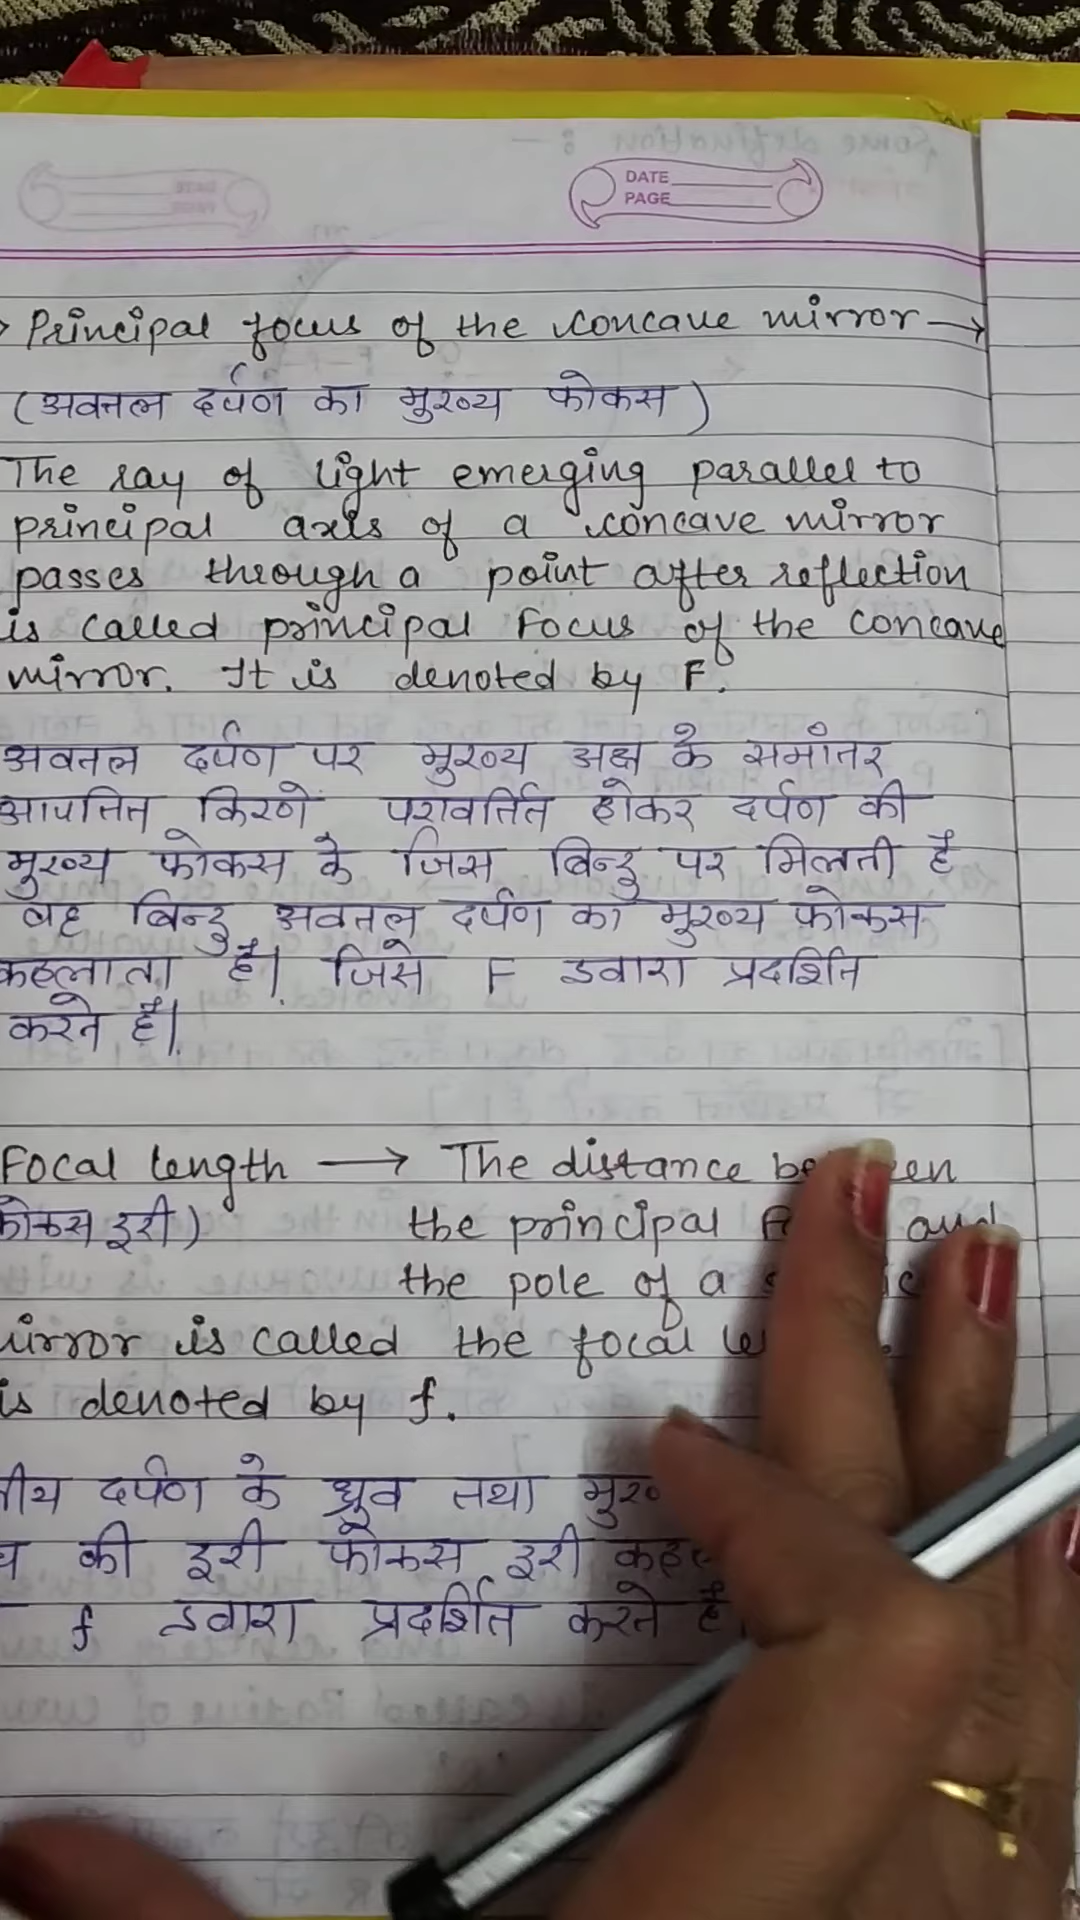 DATE
PAGE
Principal focus of the concave mirror →
(अवतल दर्पण का मुख्य फोकस)
The ray of light emerging parallel to
principal axis of a concave mirror
passes through a point after reflection
is called principal Focus of the concave
mirror. It is denoted by F.
अवतल दर्पण पर मुख्य अक्ष के समांतर
आपतित किरणें परावर्तित होकर दर्पण की
मुख्य फोकस के जिस बिन्दु पर मिलती है
वह बिन्दु अवतल दर्पण का मुख्य फ़ोकस
कहलाता है। जिसे F डवारा प्रदर्शित
करते है।
Focal length → The distance between
दूरी) the principal and
the pole of a
is called the focal
is denoted by f.
दर्पण के ध्रुव तथा
की दूरी फोकस दूरी
f डवारा प्रदर्शित करते है।